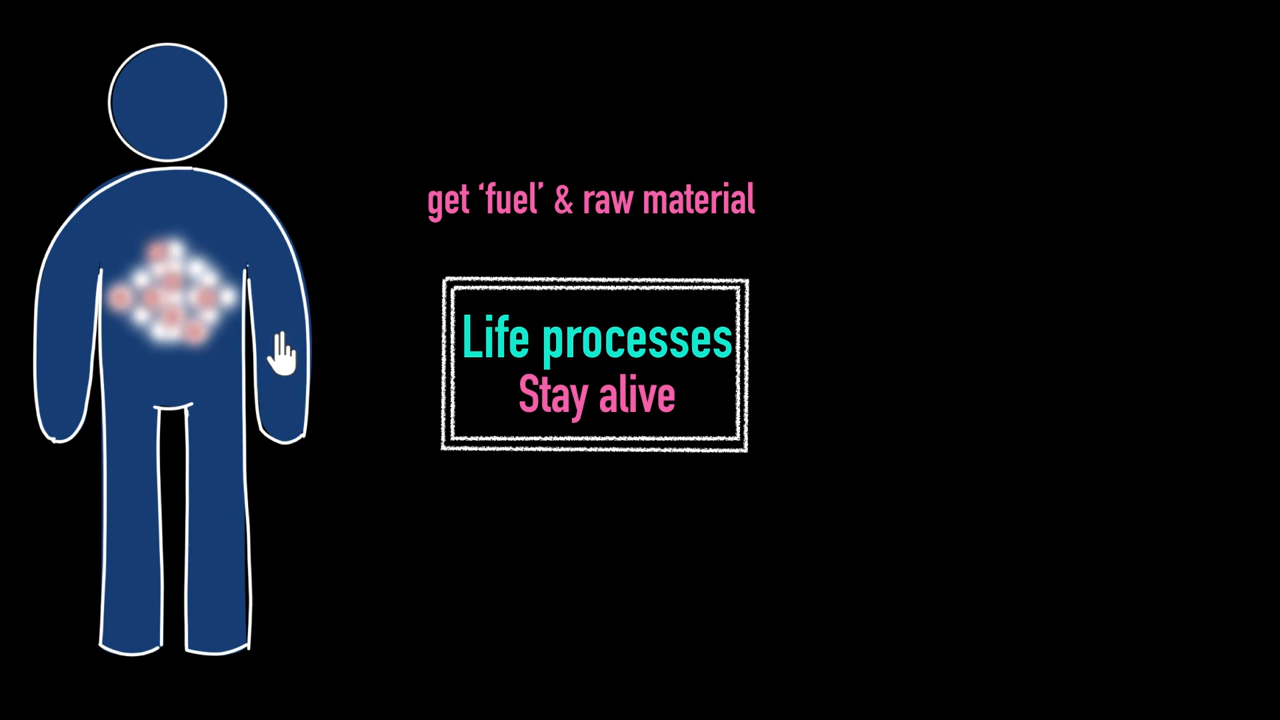 get ‘fuel’ & raw material
Life processes
Stay alive